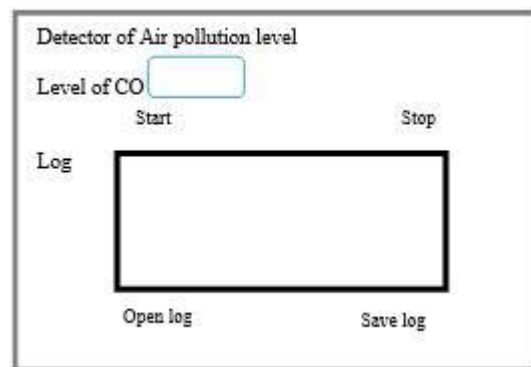 Detector of Air pollution level
Level of CO
Start Stop
Log
Open log Save log